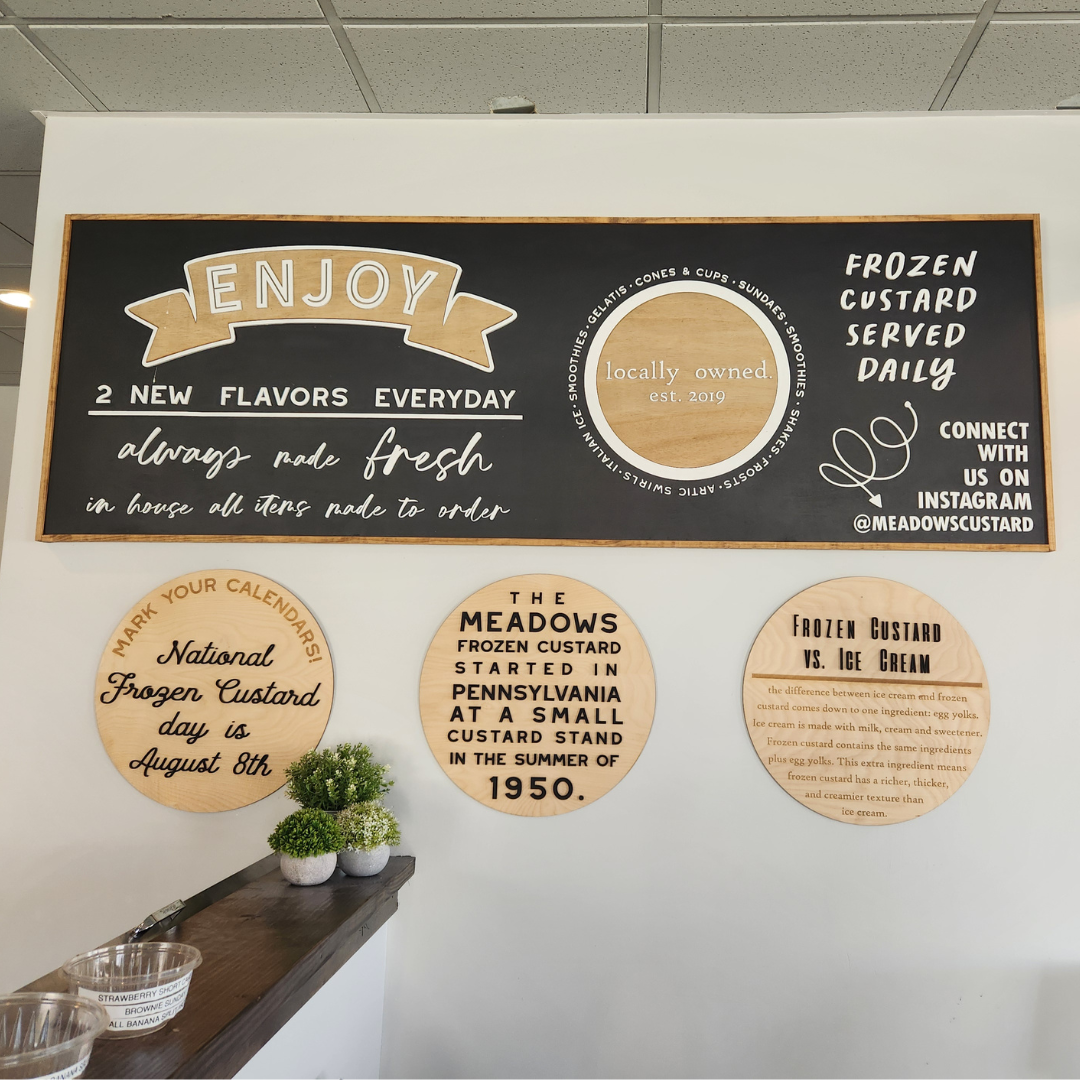 ENJOY
2 NEW FLAVORS EVERYDAY
always made fresh
in house all items made to order
CONES & CUPS • SUNDAES • SMOOTHIES • SHAKES • FROSTS • ARTIC SWIRLS • ITALIAN ICE • SMOOTHIES • GELATIS •
locally owned.
est. 2019
FROZEN
CUSTARD
SERVED
DAILY
CONNECT
WITH
US ON
INSTAGRAM
@MEADOWSCUSTARD
MARK YOUR CALENDARS!
National
Frozen Custard
day is
August 8th
THE
MEADOWS
FROZEN CUSTARD
STARTED IN
PENNSYLVANIA
AT A SMALL
CUSTARD STAND
IN THE SUMMER OF
1950.
FROZEN CUSTARD
VS. ICE CREAM
the difference between ice cream and frozen
custard comes down to one ingredient: egg yolks.
Ice cream is made with milk, cream and sweetener.
Frozen custard contains the same ingredients
plus egg yolks. This extra ingredient means
frozen custard has a richer, thicker,
and creamier texture than
ice cream.
STRAWBERRY SHORT
BROWNIE
ALL BANANA